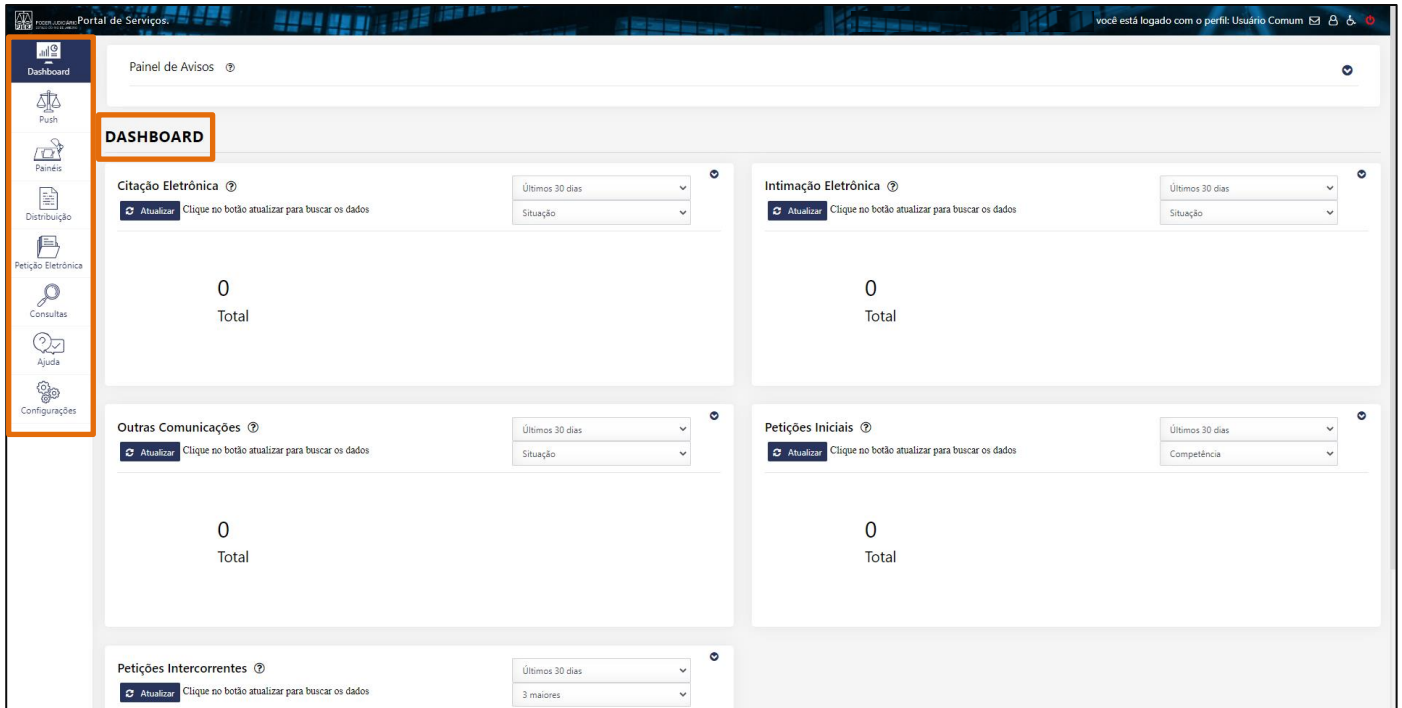 PODER JUDICIÁRIO Portal de Serviços.
você está logado com o perfil: Usuário Comum
Dashboard
Push
Painéis
Distribuição
Petição Eletrônica
Consultas
Ajuda
Configurações
Painel de Avisos
DASHBOARD
Citação Eletrônica
Últimos 30 dias
Atualizar Clique no botão atualizar para buscar os dados
Situação
0
Total
Intimação Eletrônica
Últimos 30 dias
Atualizar Clique no botão atualizar para buscar os dados
Situação
0
Total
Outras Comunicações
Últimos 30 dias
Atualizar Clique no botão atualizar para buscar os dados
Situação
0
Total
Petições Iniciais
Últimos 30 dias
Atualizar Clique no botão atualizar para buscar os dados
Competência
0
Total
Petições Intercorrentes
Últimos 30 dias
Atualizar Clique no botão atualizar para buscar os dados
3 maiores